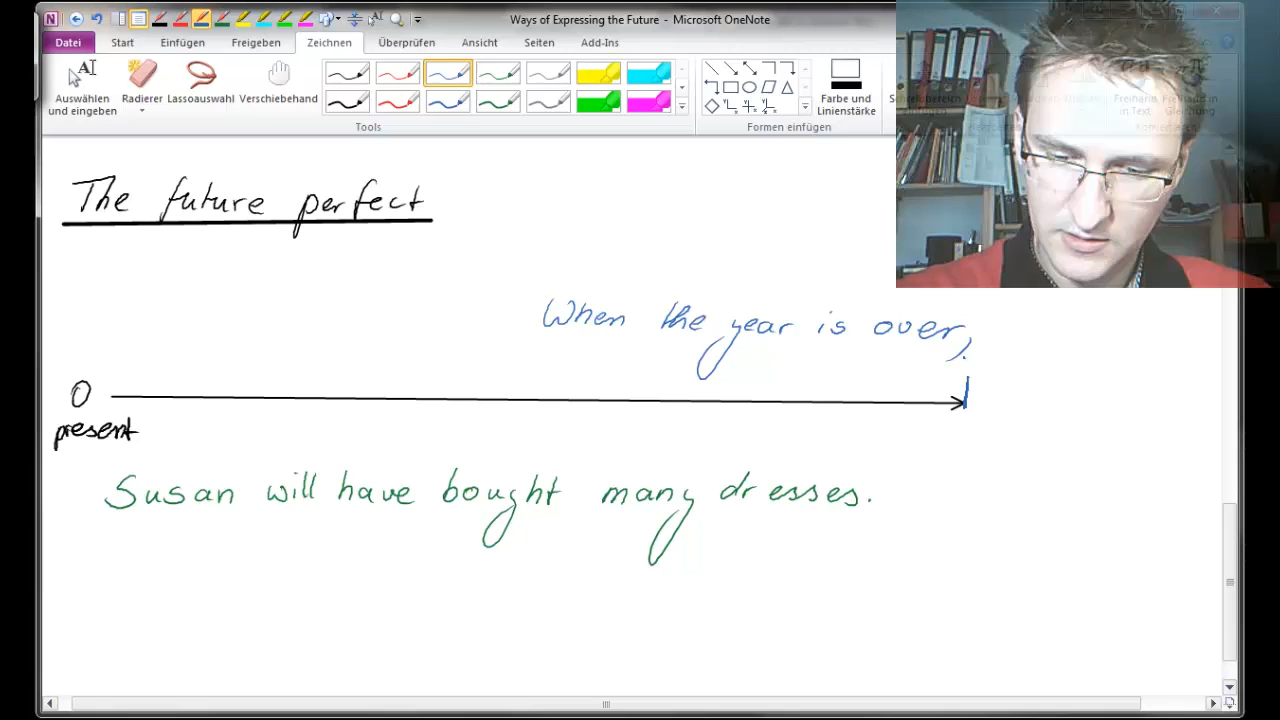 Ways of Expressing the Future - Microsoft OneNote
Datei Start Einfügen Freigeben Zeichnen Überprüfen Ansicht Seiten Add-Ins
Auswählen und eingeben
Radierer
Lassoauswahl
Verschiebehand
Farbe und Linienstärke
Tools
Formen einfügen
The future perfect
When the year is over,
0
present
Susan will have bought many dresses.